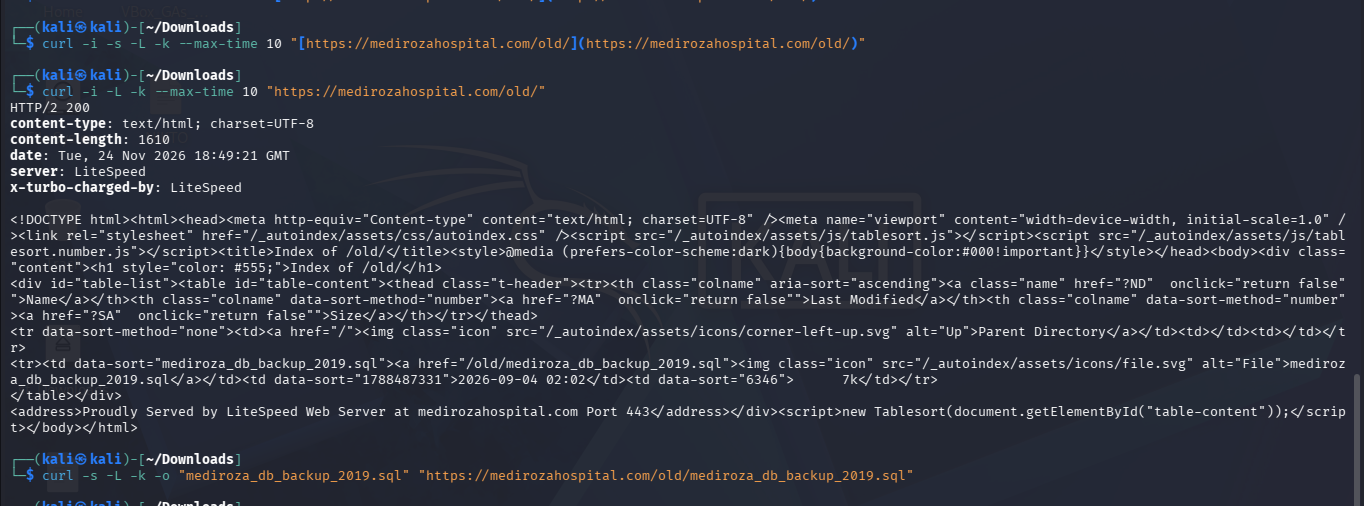 ┌──(kali㉿kali)-[~/Downloads]
└─$ curl -i -s -L -k --max-time 10 "[https://medirozahospital.com/old/](https://medirozahospital.com/old/)"
┌──(kali㉿kali)-[~/Downloads]
└─$ curl -i -L -k --max-time 10 "https://medirozahospital.com/old/"
HTTP/2 200
content-type: text/html; charset=UTF-8
content-length: 1610
date: Tue, 24 Nov 2026 18:49:21 GMT
server: LiteSpeed
x-turbo-charged-by: LiteSpeed
<!DOCTYPE html><html><head><meta http-equiv="Content-type" content="text/html; charset=UTF-8" /><meta name="viewport" content="width=device-width, initial-scale=1.0" /
><link rel="stylesheet" href="/_autoindex/assets/css/autoindex.css" /><script src="/_autoindex/assets/js/tablesort.js"></script><script src="/_autoindex/assets/js/tabl
esort.number.js"></script><title>Index of /old/</title><style>@media (prefers-color-scheme:dark){body{background-color:#000!important}}</style></head><body><div class=
"content"><h1 style="color: #555;">Index of /old/</h1>
<div id="table-list"><table id="table-content"><thead class="t-header"><tr><th class="colname" aria-sort="ascending"><a class="name" href="?ND"  onclick="return false"
">Name</a></th><th class="colname" data-sort-method="number"><a href="?MA"  onclick="return false"">Last Modified</a></th><th class="colname" data-sort-method="number"
><a href="?SA"  onclick="return false"">Size</a></th></tr></thead>
<tr data-sort-method="none"><td><a href="/"><img class="icon" src="/_autoindex/assets/icons/corner-left-up.svg" alt="Up">Parent Directory</a></td><td></td><td></td></t
r>
<tr><td data-sort="mediroza_db_backup_2019.sql"><a href="/old/mediroza_db_backup_2019.sql"><img class="icon" src="/_autoindex/assets/icons/file.svg" alt="File">mediroz
a_db_backup_2019.sql</a></td><td data-sort="1788487331">2026-09-04 02:02</td><td data-sort="6346">      7k</td></tr>
</table></div>
<address>Proudly Served by LiteSpeed Web Server at medirozahospital.com Port 443</address></div><script>new Tablesort(document.getElementById("table-content"));</scrip
t></body></html>
┌──(kali㉿kali)-[~/Downloads]
└─$ curl -s -L -k -o "mediroza_db_backup_2019.sql" "https://medirozahospital.com/old/mediroza_db_backup_2019.sql"
┌──(kali㉿kali)-[~/Downloads]